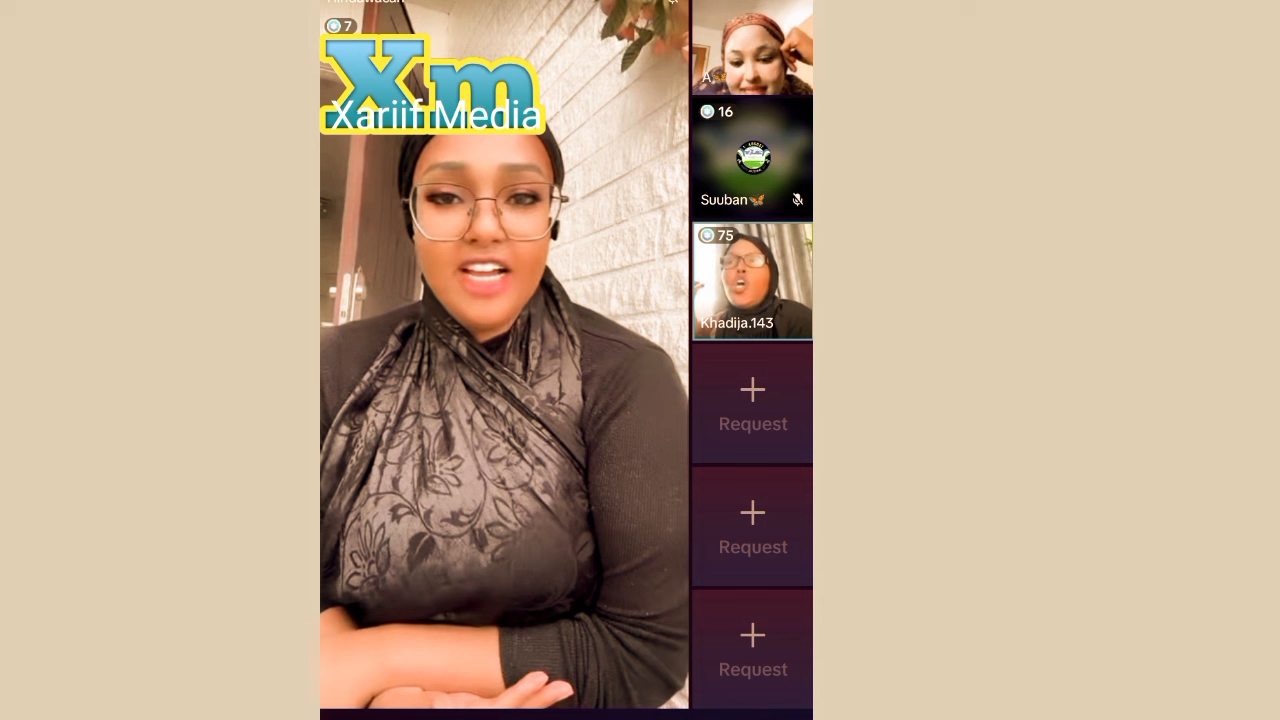 7
Xm
Xariif Media
A.🦋
16
Suuban🦋
75
Khadija.143
Request
Request
Request